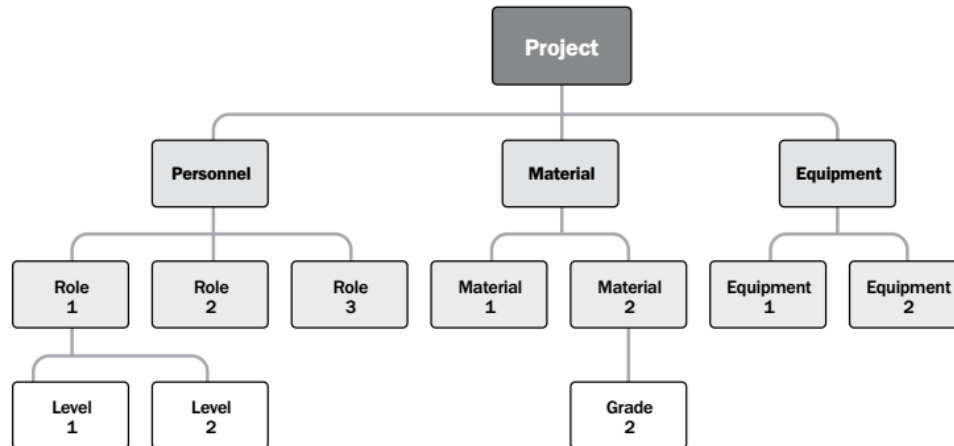 Project
Personnel
Material
Equipment
Role
1
Role
2
Role
3
Material
1
Material
2
Equipment
1
Equipment
2
Level
1
Level
2
Grade
2